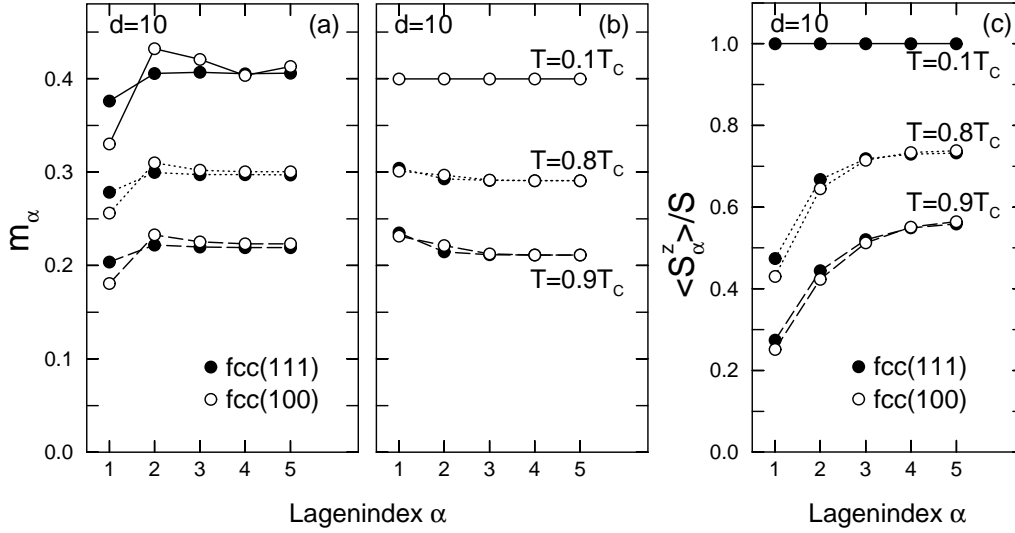 d=10 (a)
0.4
0.3
0.2
0.1
0.0
m_α
fcc(111)
fcc(100)
1 2 3 4 5
d=10 (b)
T=0.1T_C
T=0.8T_C
T=0.9T_C
1 2 3 4 5
Lagenindex α
d=10 (c)
1.0
0.8
0.6
0.4
0.2
0.0
<S_α^z>/S
T=0.1T_C
T=0.8T_C
T=0.9T_C
fcc(111)
fcc(100)
1 2 3 4 5
Lagenindex α